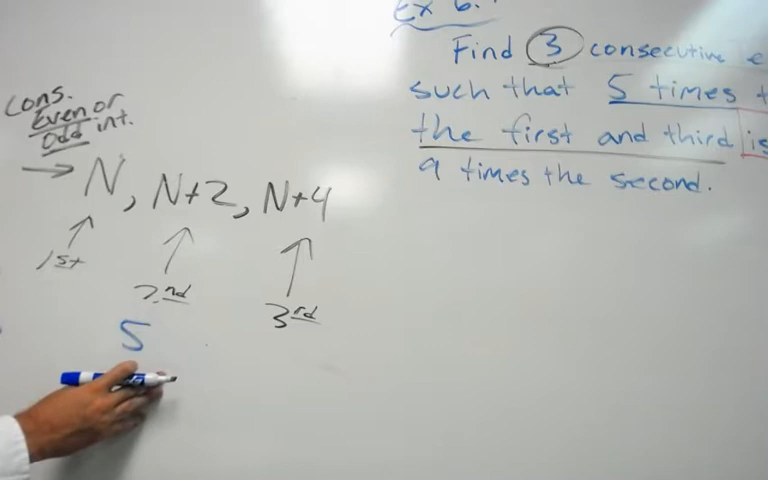 Ex 6.
Find 3 consecutive e
such that 5 times t
the first and third is
9 times the second.
Cons.
Even or
Odd int.
→ N, N+2, N+4
1st
2nd
3rd
5